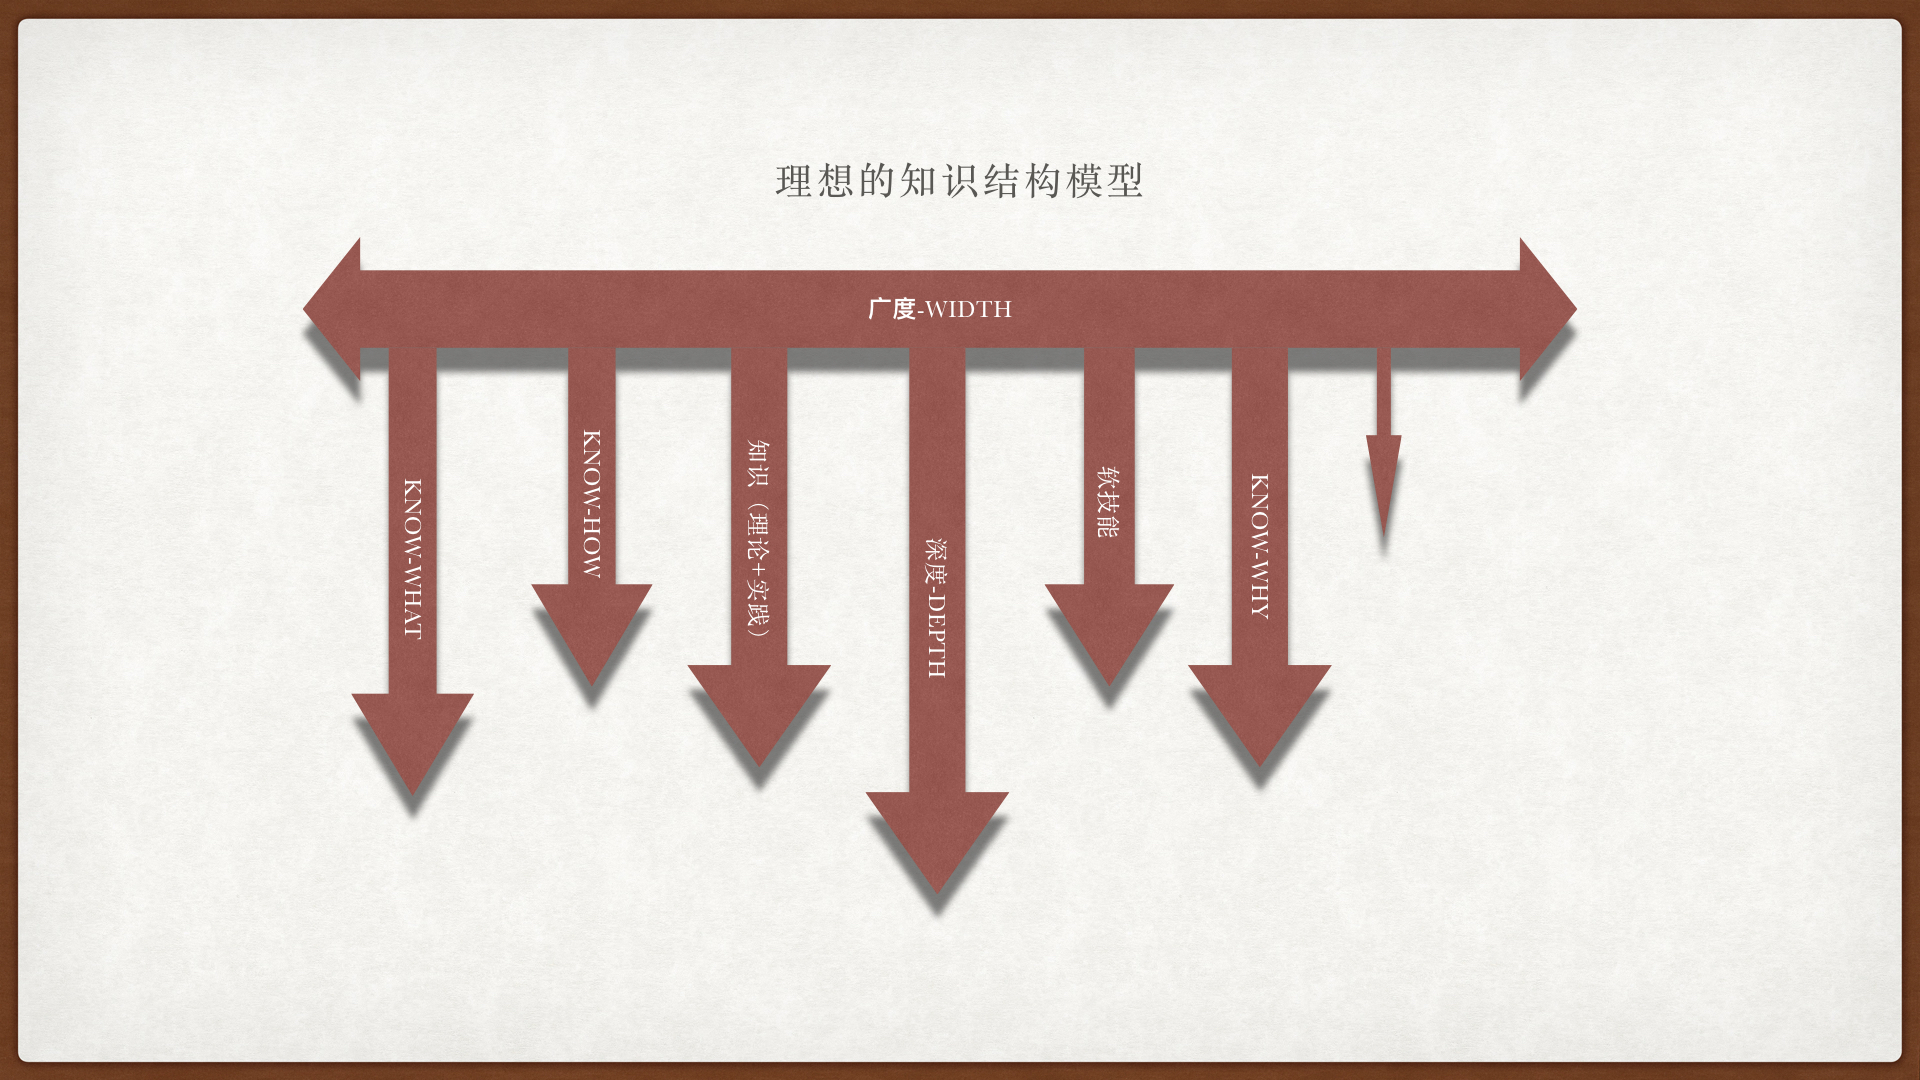 理想的知识结构模型
广度-WIDTH
KNOW-WHAT
KNOW-HOW
知识（理论+实践）
深度-DEPTH
软技能
KNOW-WHY